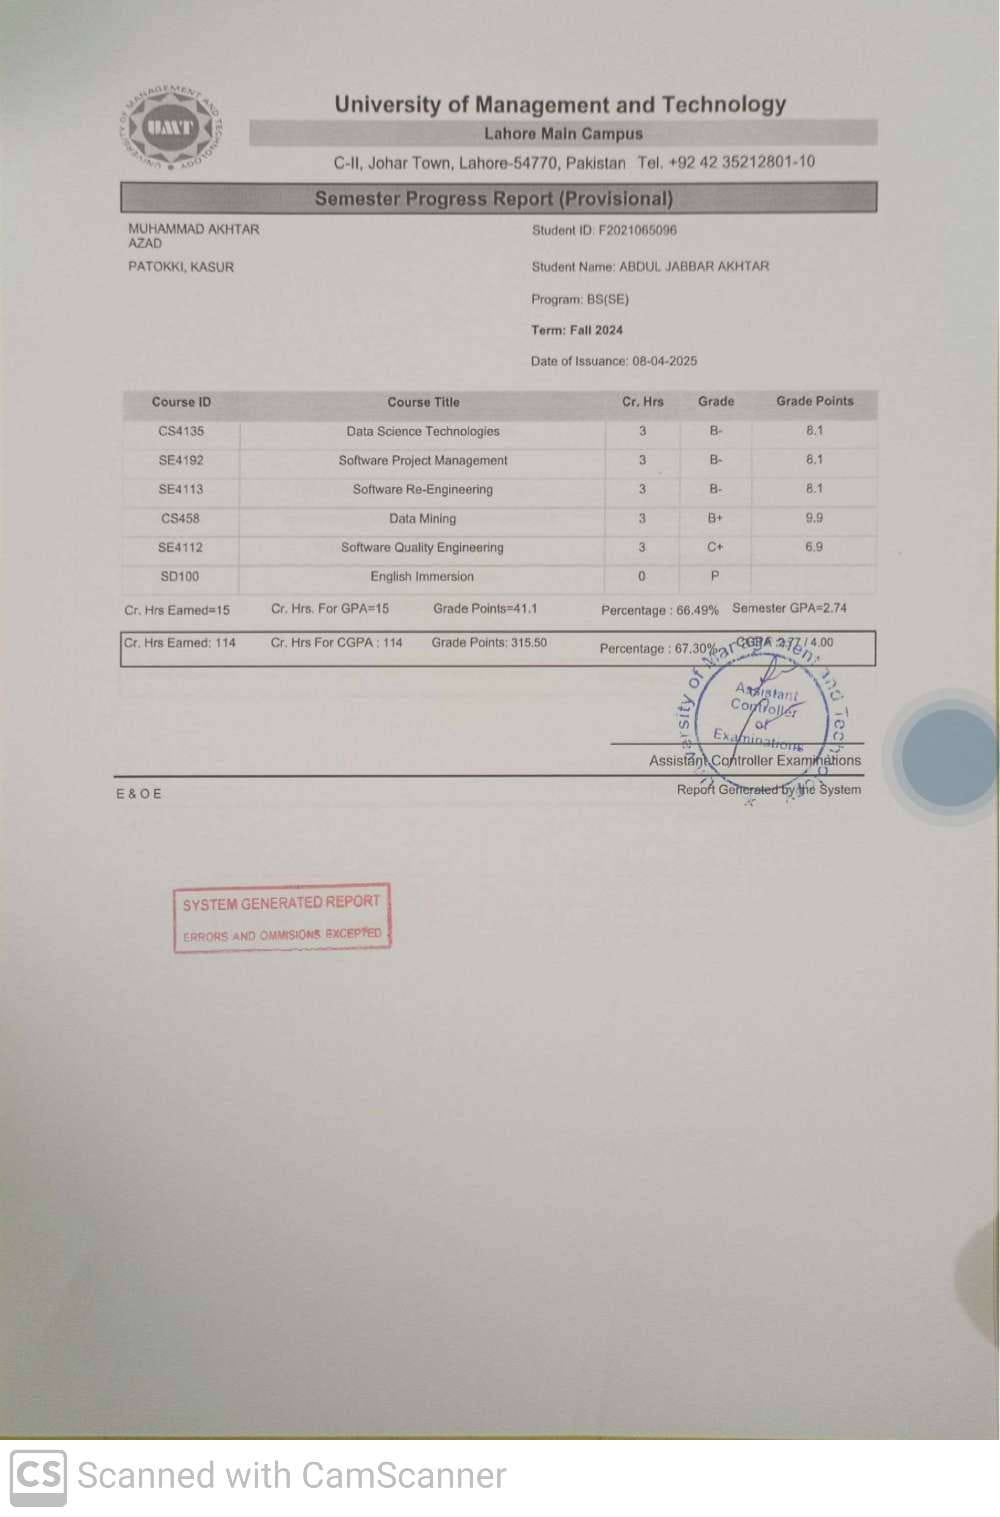 UNIVERSITY OF MANAGEMENT AND TECHNOLOGY
UMT
University of Management and Technology
Lahore Main Campus
C-II, Johar Town, Lahore-54770, Pakistan Tel. +92 42 35212801-10
Semester Progress Report (Provisional)
MUHAMMAD AKHTAR Student ID: F2021065096
AZAD
PATOKKI, KASUR Student Name: ABDUL JABBAR AKHTAR
Program: BS(SE)
Term: Fall 2024
Date of Issuance: 08-04-2025
Course ID Course Title Cr. Hrs Grade Grade Points
CS4135 Data Science Technologies 3 B- 8.1
SE4192 Software Project Management 3 B- 8.1
SE4113 Software Re-Engineering 3 B- 8.1
CS458 Data Mining 3 B+ 9.9
SE4112 Software Quality Engineering 3 C+ 6.9
SD100 English Immersion 0 P
Cr. Hrs Earned=15 Cr. Hrs. For GPA=15 Grade Points=41.1 Percentage : 66.49% Semester GPA=2.74
Cr. Hrs Earned: 114 Cr. Hrs For CGPA : 114 Grade Points: 315.50 Percentage : 67.30% CGPA 2.77 / 4.00
Assistant
Controller
of
Examinations
Assistant Controller Examinations
E & O E Report Generated by the System
SYSTEM GENERATED REPORT
ERRORS AND OMMISIONS EXCEPTED
CS Scanned with CamScanner